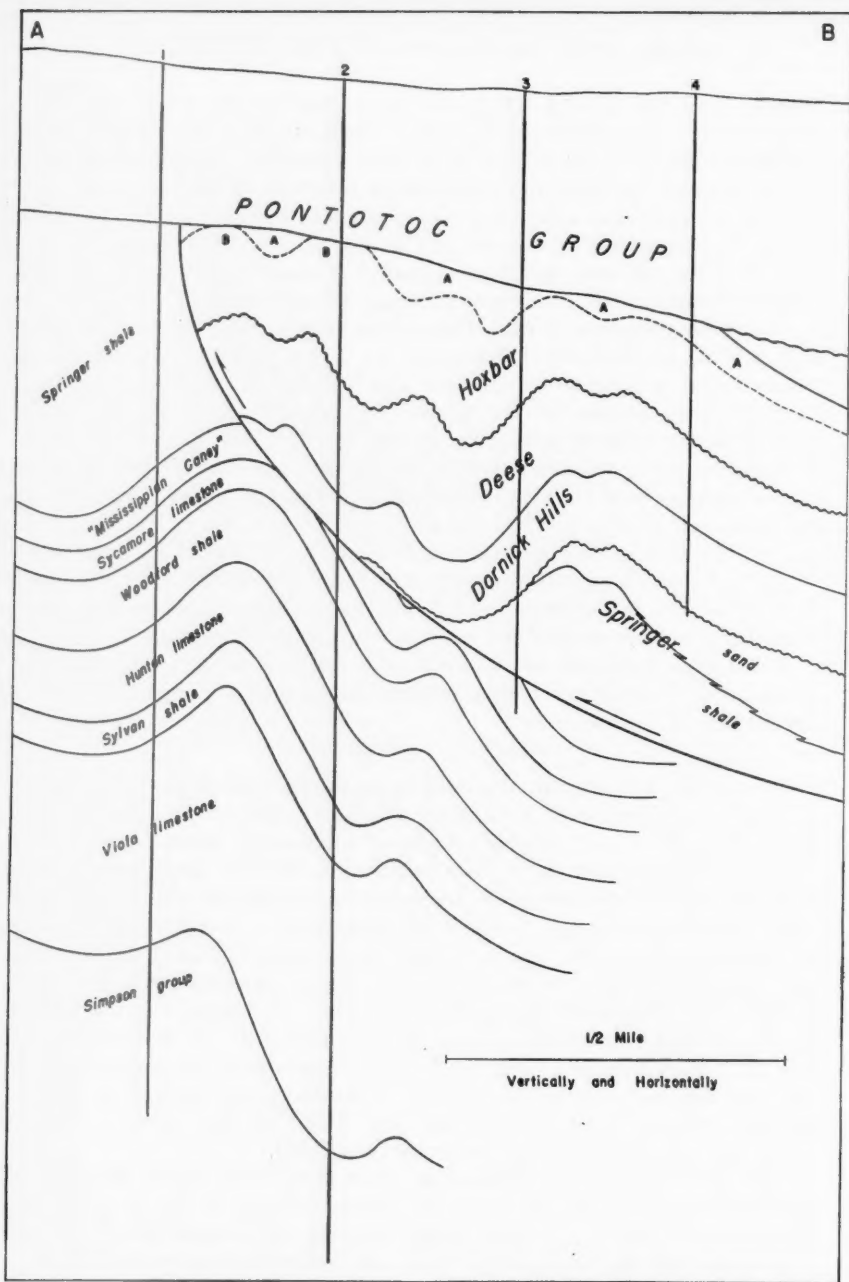 A
B
1
2
3
4
PONTOTOC
GROUP
B
A
B
A
A
A
Hoxbar
Springer shale
Deese
"Mississippian Caney"
Sycamore limestone
Dornick Hills
Woodford shale
Springer sand
Hunton limestone
shale
Sylvan shale
Viola limestone
Simpson group
1/2 Mile
Vertically and Horizontally